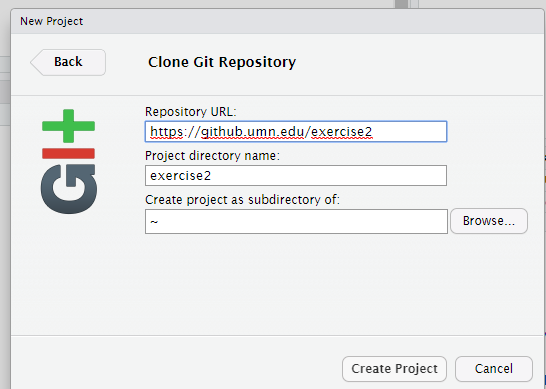 New Project
Back
Clone Git Repository
git
Repository URL:
https://github.umn.edu/exercise2
Project directory name:
exercise2
Create project as subdirectory of:
~
Browse...
Create Project
Cancel